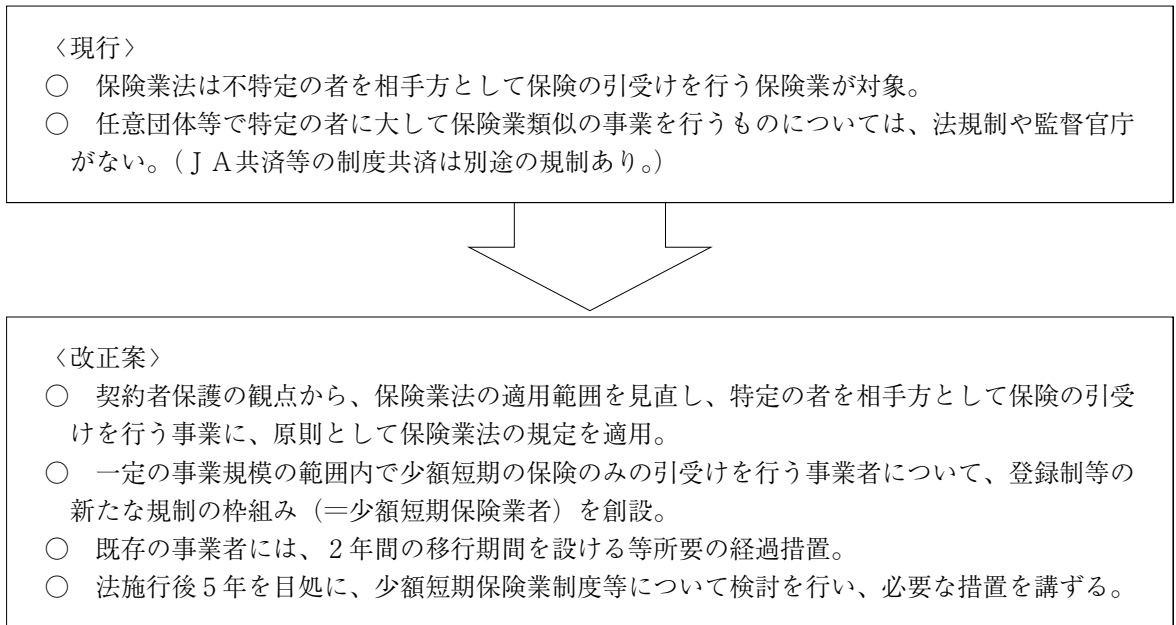 〈現行〉
○　保険業法は不特定の者を相手方として保険の引受けを行う保険業が対象。
○　任意団体等で特定の者に大して保険業類似の事業を行うものについては、法規制や監督官庁
がない。（ＪＡ共済等の制度共済は別途の規制あり。）
〈改正案〉
○　契約者保護の観点から、保険業法の適用範囲を見直し、特定の者を相手方として保険の引受
けを行う事業に、原則として保険業法の規定を適用。
○　一定の事業規模の範囲内で少額短期の保険のみの引受けを行う事業者について、登録制等の
新たな規制の枠組み（＝少額短期保険業者）を創設。
○　既存の事業者には、２年間の移行期間を設ける等所要の経過措置。
○　法施行後５年を目処に、少額短期保険業制度等について検討を行い、必要な措置を講ずる。